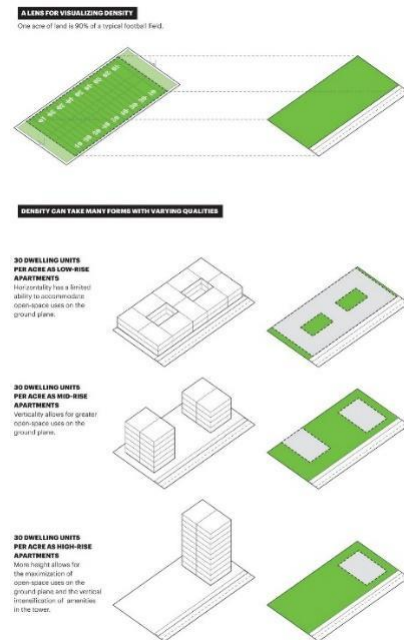 A LENS FOR VISUALIZING DENSITY
One acre of land is 90% of a typical football field.
DENSITY CAN TAKE MANY FORMS WITH VARYING QUALITIES
30 DWELLING UNITS
PER ACRE AS LOW-RISE
APARTMENTS
Horizontality has a limited
ability to accommodate
open-space uses on the
ground plane.
30 DWELLING UNITS
PER ACRE AS MID-RISE
APARTMENTS
Verticality allows for greater
open-space uses on the
ground plane.
30 DWELLING UNITS
PER ACRE AS HIGH-RISE
APARTMENTS
More height allows for
the maximization of
open-space uses on the
ground plane and the vertical
intensification of amenities
in the tower.